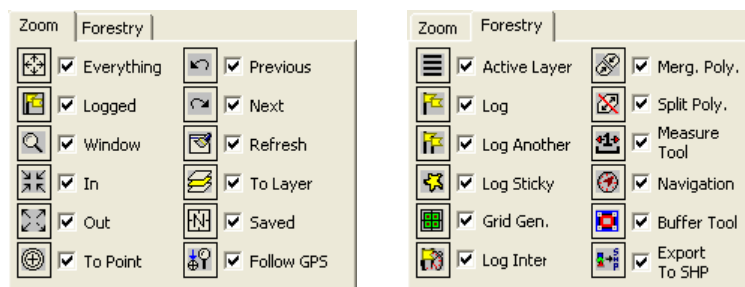 Zoom Forestry
Everything Previous
Logged Next
Window Refresh
In To Layer
Out Saved
To Point Follow GPS
Zoom Forestry
Active Layer Merg. Poly.
Log Split Poly.
Log Another Measure
Tool
Log Sticky Navigation
Grid Gen. Buffer Tool
Log Inter Export
To SHP